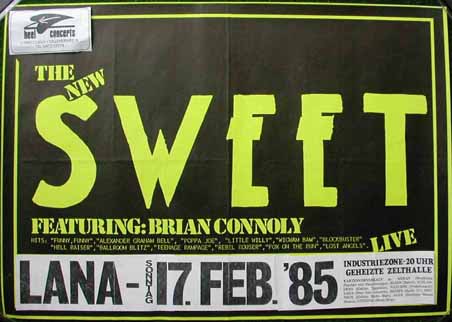 heel concerts
THE
NEW
SWEET
FEATURING: BRIAN CONNOLY
HITS: "FUNNY, FUNNY", "ALEXANDER GRAHAM BELL", "POPPA JOE", "LITTLE WILLY", "WIGWAM BAM", "BLOCKBUSTER"
"HELL RAISER", "BALLROOM BLITZ", "TEENAGE RAMPAGE", "REBEL ROUSER", "FOX ON THE RUN", "LOST ANGELS".
LIVE
LANA - SONNTAG 17. FEB. '85
INDUSTRIEZONE · 20 UHR
GEHEIZTE ZELTHALLE